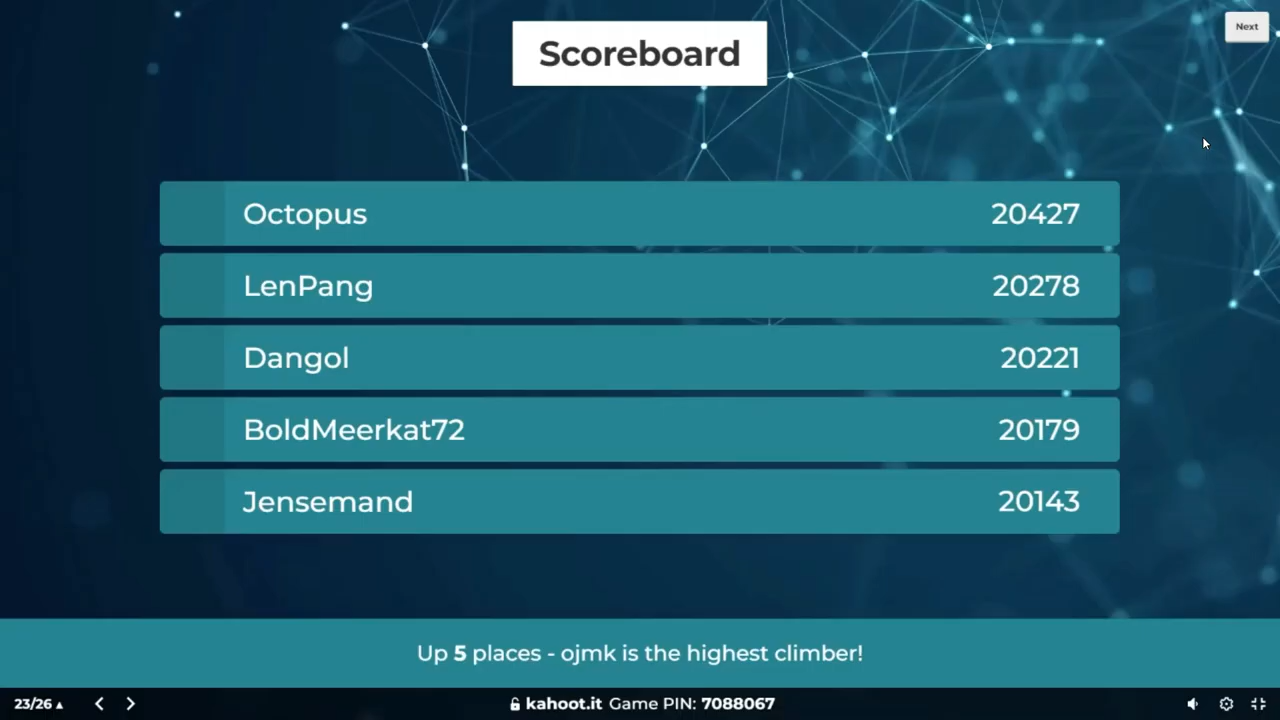 Scoreboard
Next
Octopus 20427
LenPang 20278
Dangol 20221
BoldMeerkat72 20179
Jensemand 20143
Up 5 places - ojmk is the highest climber!
23/26 ▲
kahoot.it Game PIN: 7088067